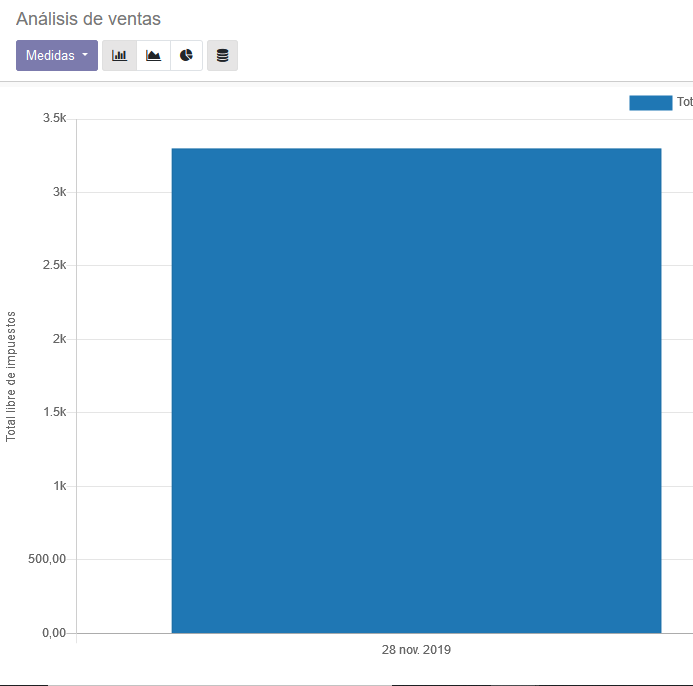 Análisis de ventas
Medidas
Tot
3.5k
3k
2.5k
2k
1.5k
1k
500,00
0,00
Total libre de impuestos
28 nov. 2019